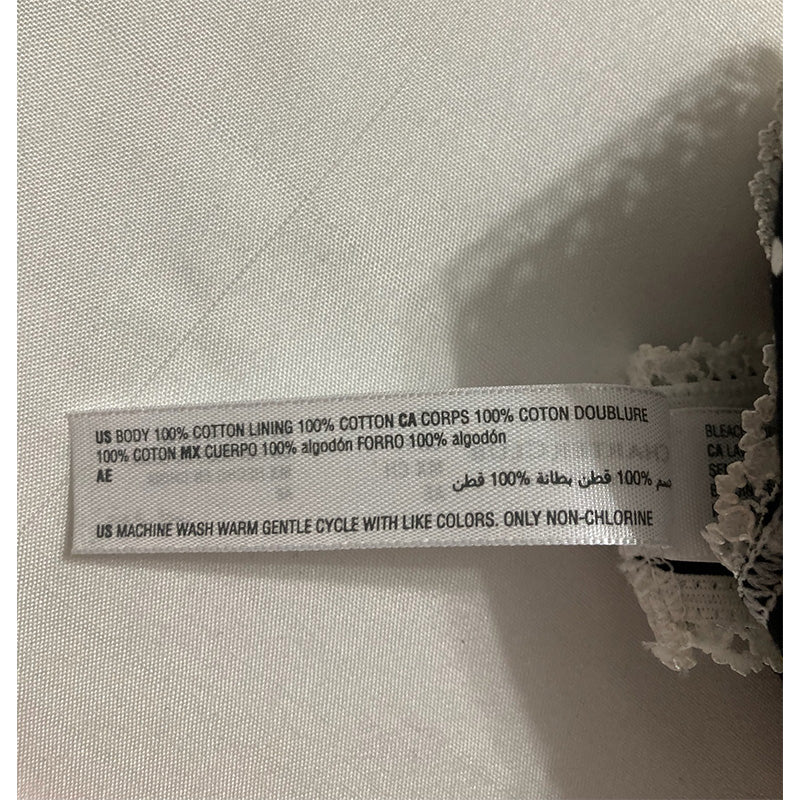 US BODY 100% COTTON LINING 100% COTTON CA CORPS 100% COTON DOUBLURE
100% COTON MX CUERPO 100% algodón FORRO 100% algodón
AE
سم 100% قطن بطانة 100% قطن
US MACHINE WASH WARM GENTLE CYCLE WITH LIKE COLORS. ONLY NON-CHLORINE
CA